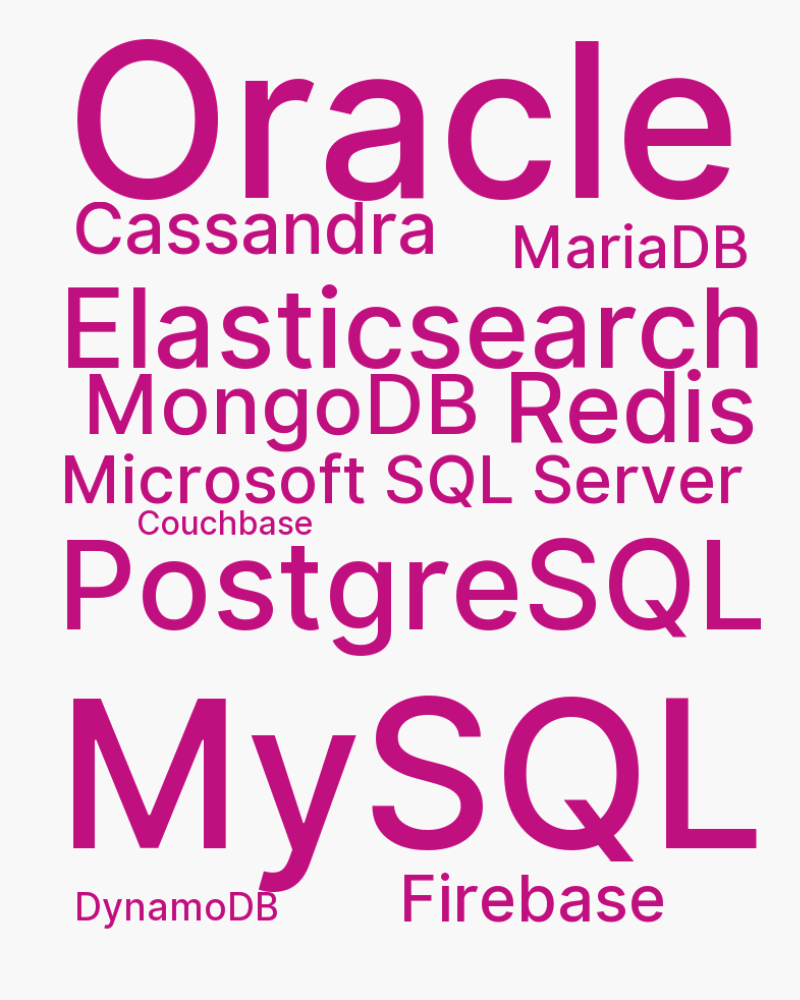 Oracle
Cassandra
MariaDB
Elasticsearch
MongoDB
Redis
Microsoft SQL Server
Couchbase
PostgreSQL
MySQL
DynamoDB
Firebase